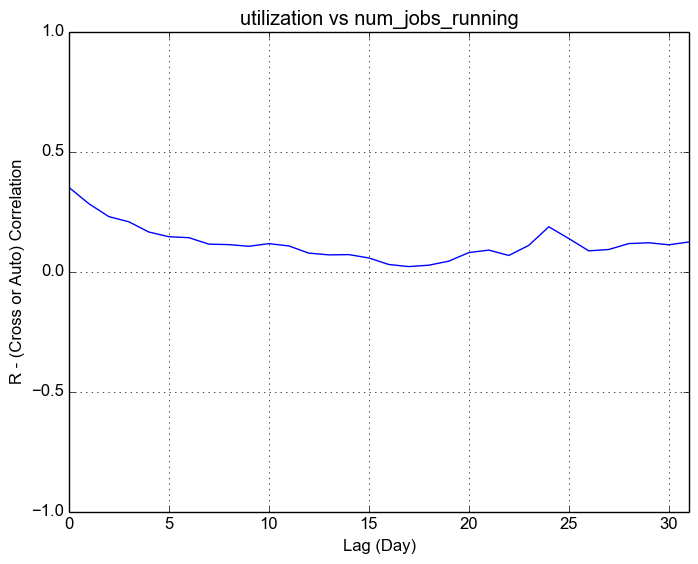 utilization vs num_jobs_running
1.0
0.5
0.0
−0.5
−1.0
R - (Cross or Auto) Correlation
0 5 10 15 20 25 30
Lag (Day)